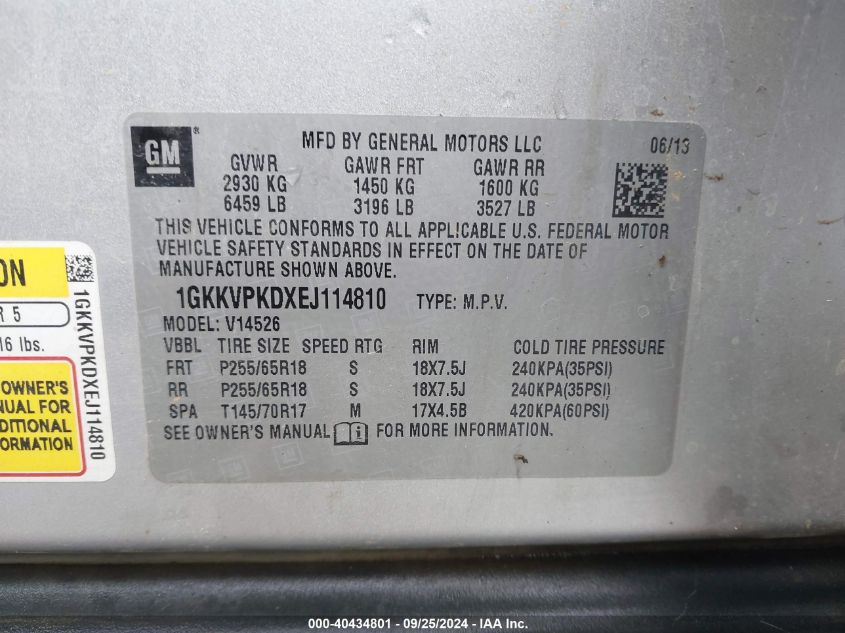 GM ®
MFD BY GENERAL MOTORS LLC 06/13
GVWR GAWR FRT GAWR RR
2930 KG 1450 KG 1600 KG
6459 LB 3196 LB 3527 LB
THIS VEHICLE CONFORMS TO ALL APPLICABLE U.S. FEDERAL MOTOR
VEHICLE SAFETY STANDARDS IN EFFECT ON THE DATE OF
MANUFACTURE SHOWN ABOVE.
1GKKVPKDXEJ114810 TYPE: M.P.V.
MODEL: V14526
VBBL TIRE SIZE SPEED RTG RIM COLD TIRE PRESSURE
FRT P255/65R18 S 18X7.5J 240KPA(35PSI)
RR P255/65R18 S 18X7.5J 240KPA(35PSI)
SPA T145/70R17 M 17X4.5B 420KPA(60PSI)
SEE OWNER'S MANUAL i FOR MORE INFORMATION.
ON
R 5
16 lbs.
OWNER'S
NUAL FOR
DITIONAL
ORMATION
1GKKVPKDXEJ114810
000-40434801 - 09/25/2024 - IAA Inc.